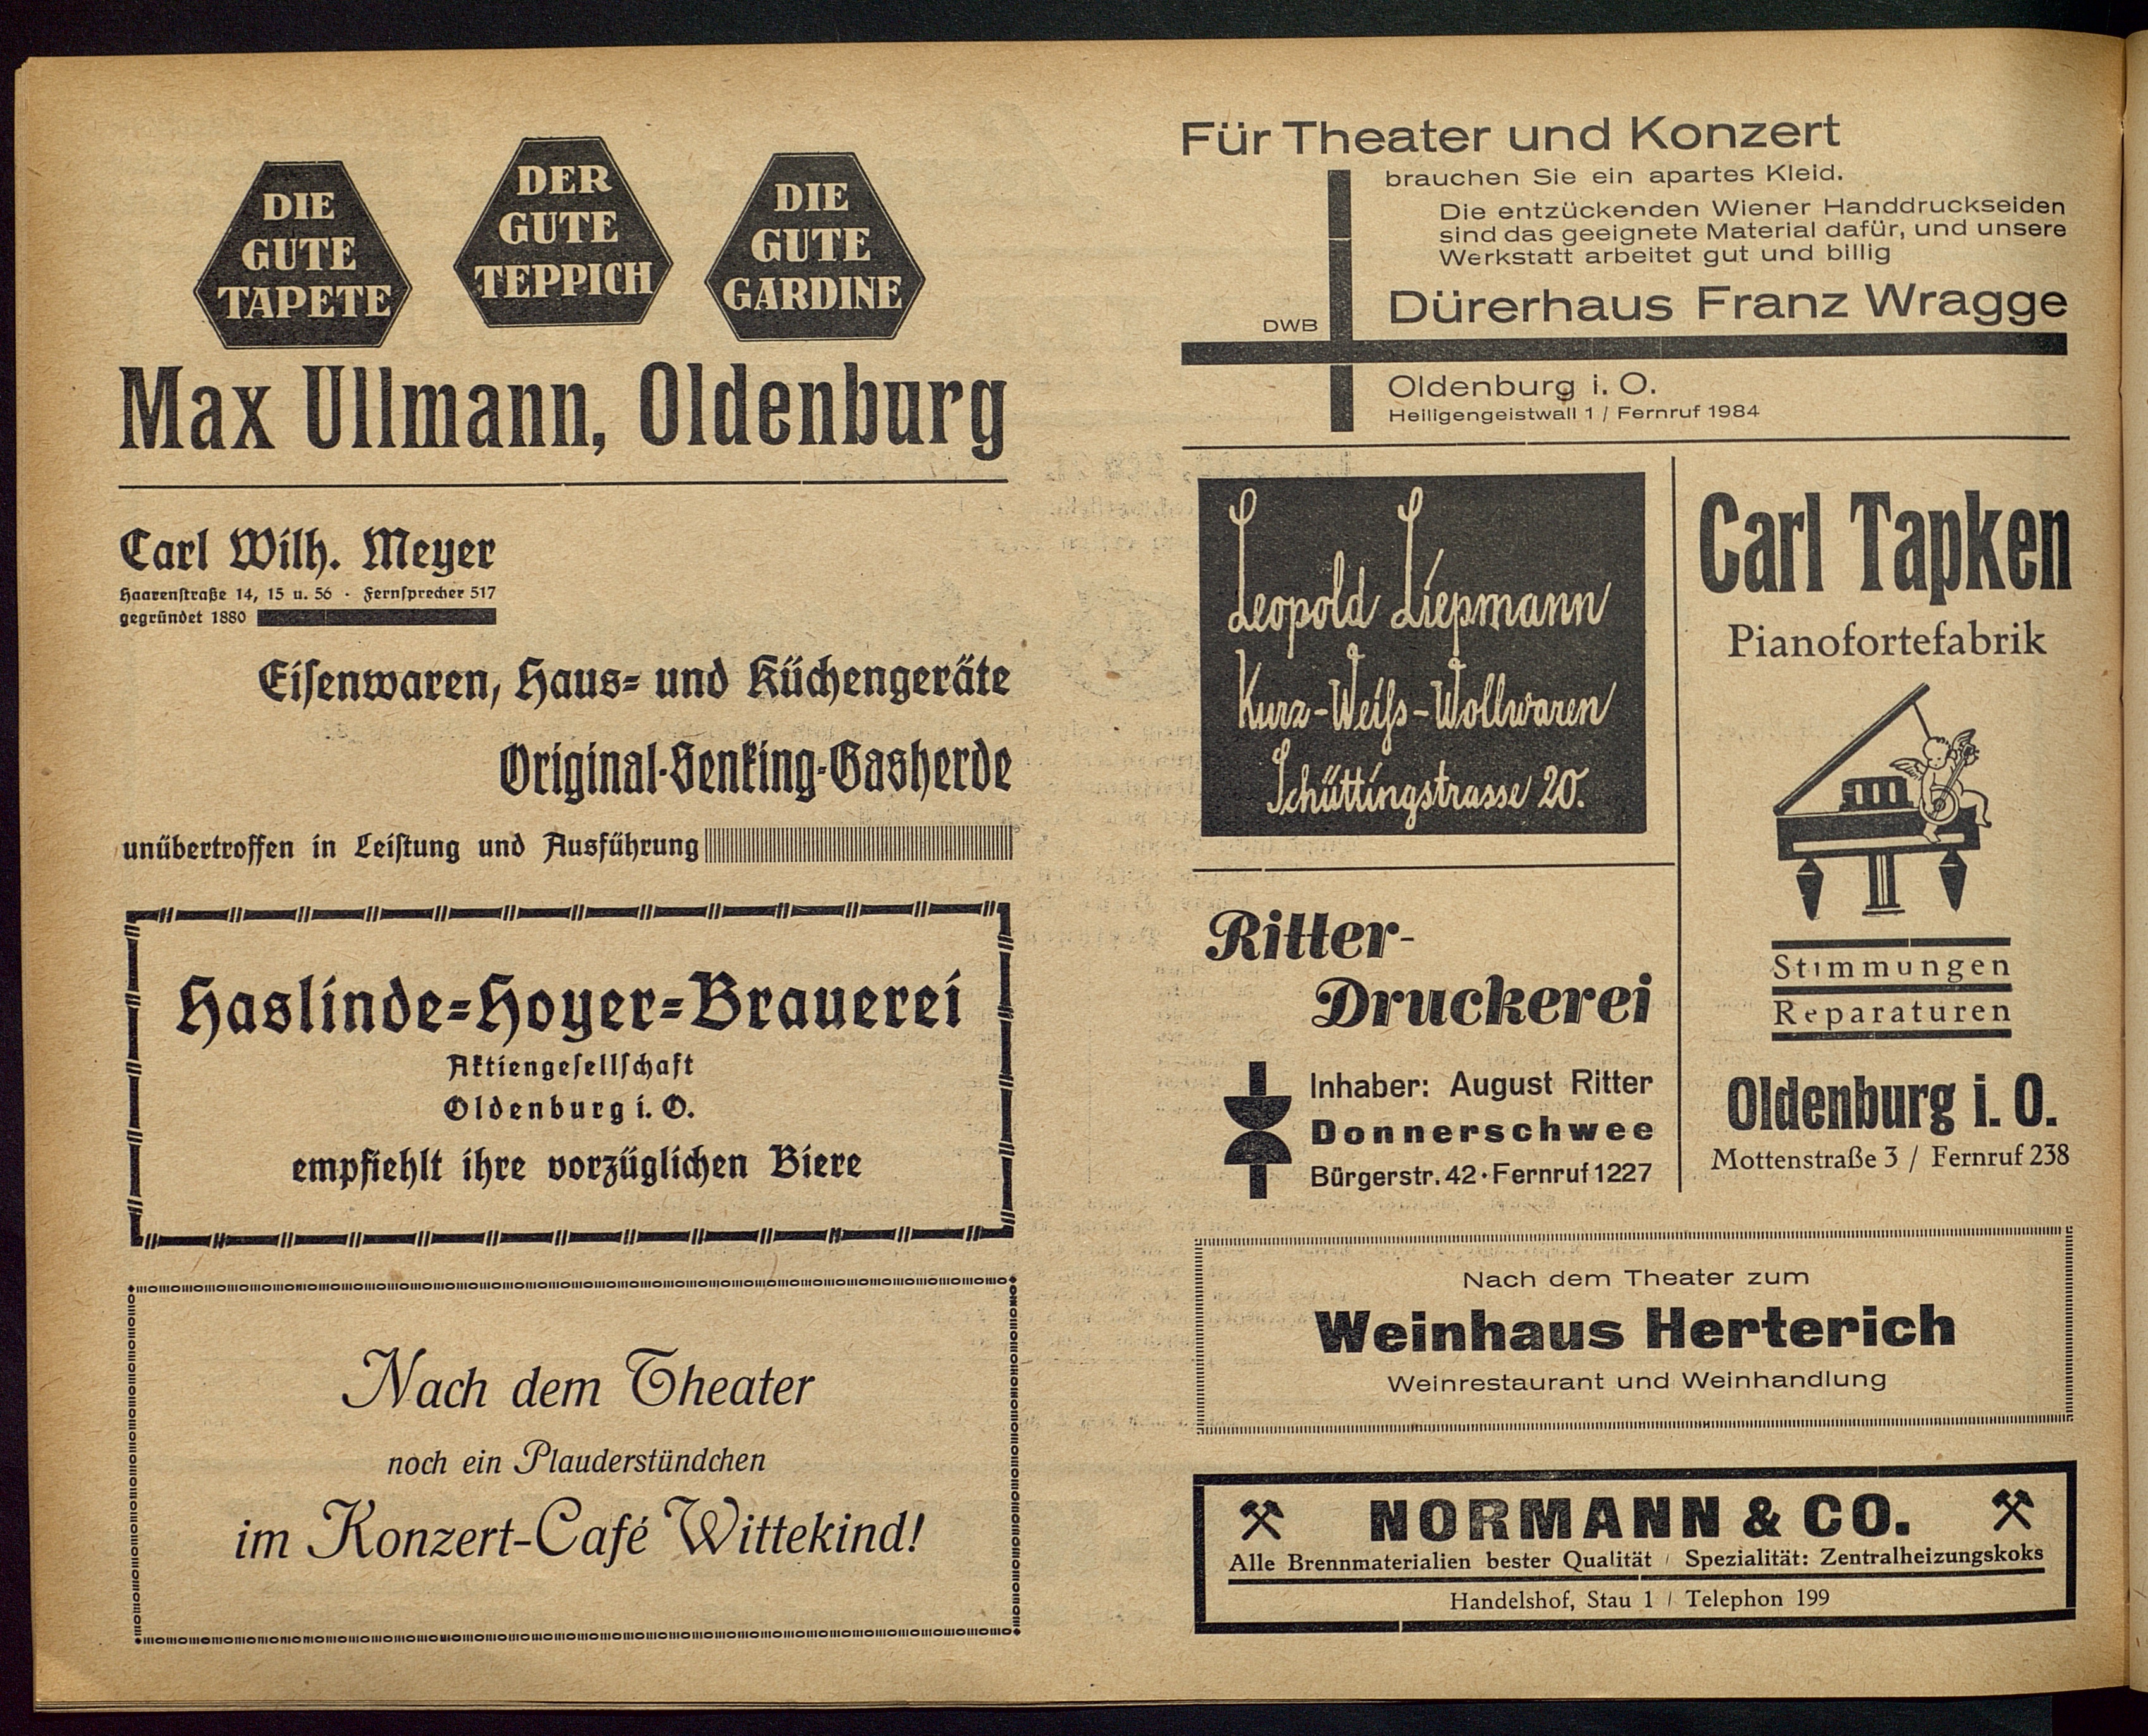 DIE
GUTE
TAPETE
DER
GUTE
TEPPICH
DIE
GUTE
GARDINE
Max Ullmann, Oldenburg
Carl Wilh. Meyer
Haarenstraße 14, 15 u. 56 · Fernsprecher 517
gegründet 1880
Eisenwaren, Haus- und Küchengeräte
Original-Senking-Gasherde
unübertroffen in Leistung und Ausführung
Haslinde-Hoyer-Brauerei
Aktiengesellschaft
Oldenburg i. O.
empfiehlt ihre vorzüglichen Biere
Nach dem Theater
noch ein Plauderstündchen
im Konzert-Café Wittekind!
Für Theater und Konzert
brauchen Sie ein apartes Kleid.
Die entzückenden Wiener Handdruckseiden
sind das geeignete Material dafür, und unsere
Werkstatt arbeitet gut und billig
DWB
Dürerhaus Franz Wragge
Oldenburg i. O.
Heiligengeistwall 1 / Fernruf 1984
Leopold Liepmann
Kurz-Weiß-Wollwaren
Schüttingstrasse 20.
Carl Tapken
Pianofortefabrik
Stimmungen
Reparaturen
Oldenburg i. O.
Mottenstraße 3 / Fernruf 238
Ritter-
Druckerei
Inhaber: August Ritter
Donnerschwee
Bürgerstr. 42 · Fernruf 1227
Nach dem Theater zum
Weinhaus Herterich
Weinrestaurant und Weinhandlung
NORMANN & CO.
Alle Brennmaterialien bester Qualität / Spezialität: Zentralheizungskoks
Handelshof, Stau 1 / Telephon 199